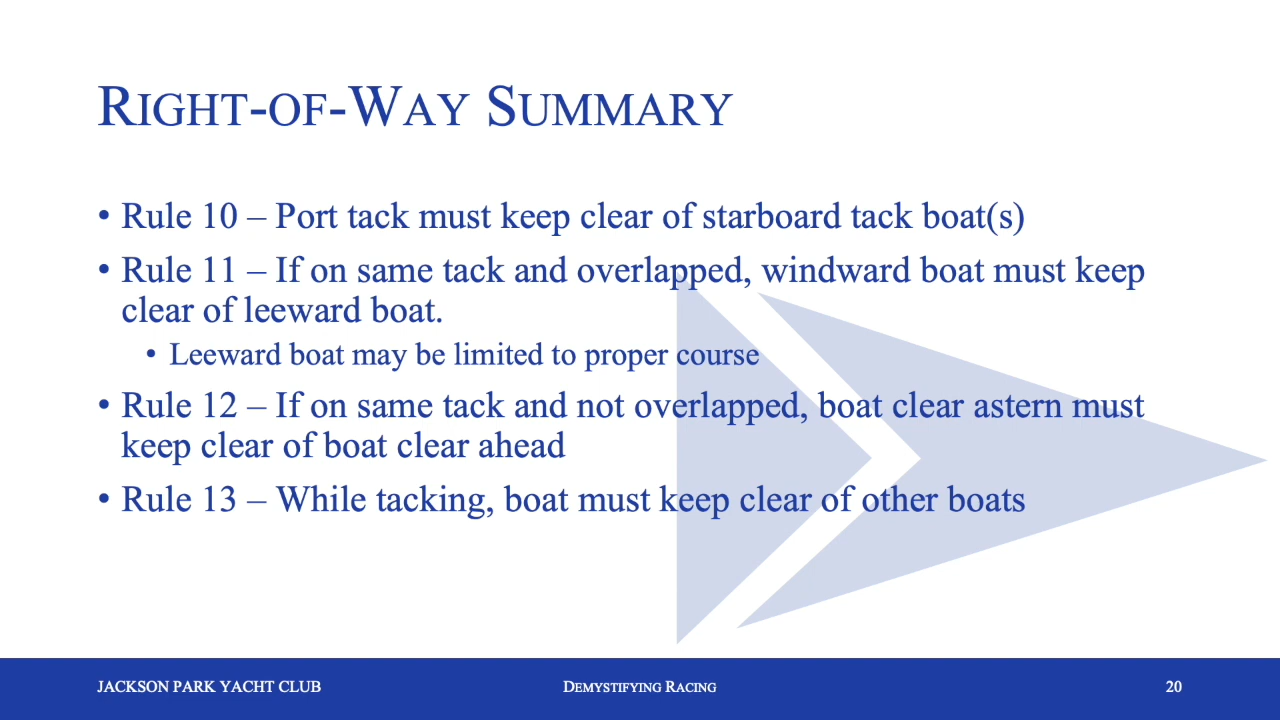 RIGHT-OF-WAY SUMMARY
• Rule 10 – Port tack must keep clear of starboard tack boat(s)
• Rule 11 – If on same tack and overlapped, windward boat must keep
clear of leeward boat.
• Leeward boat may be limited to proper course
• Rule 12 – If on same tack and not overlapped, boat clear astern must
keep clear of boat clear ahead
• Rule 13 – While tacking, boat must keep clear of other boats
JACKSON PARK YACHT CLUB
DEMYSTIFYING RACING
20